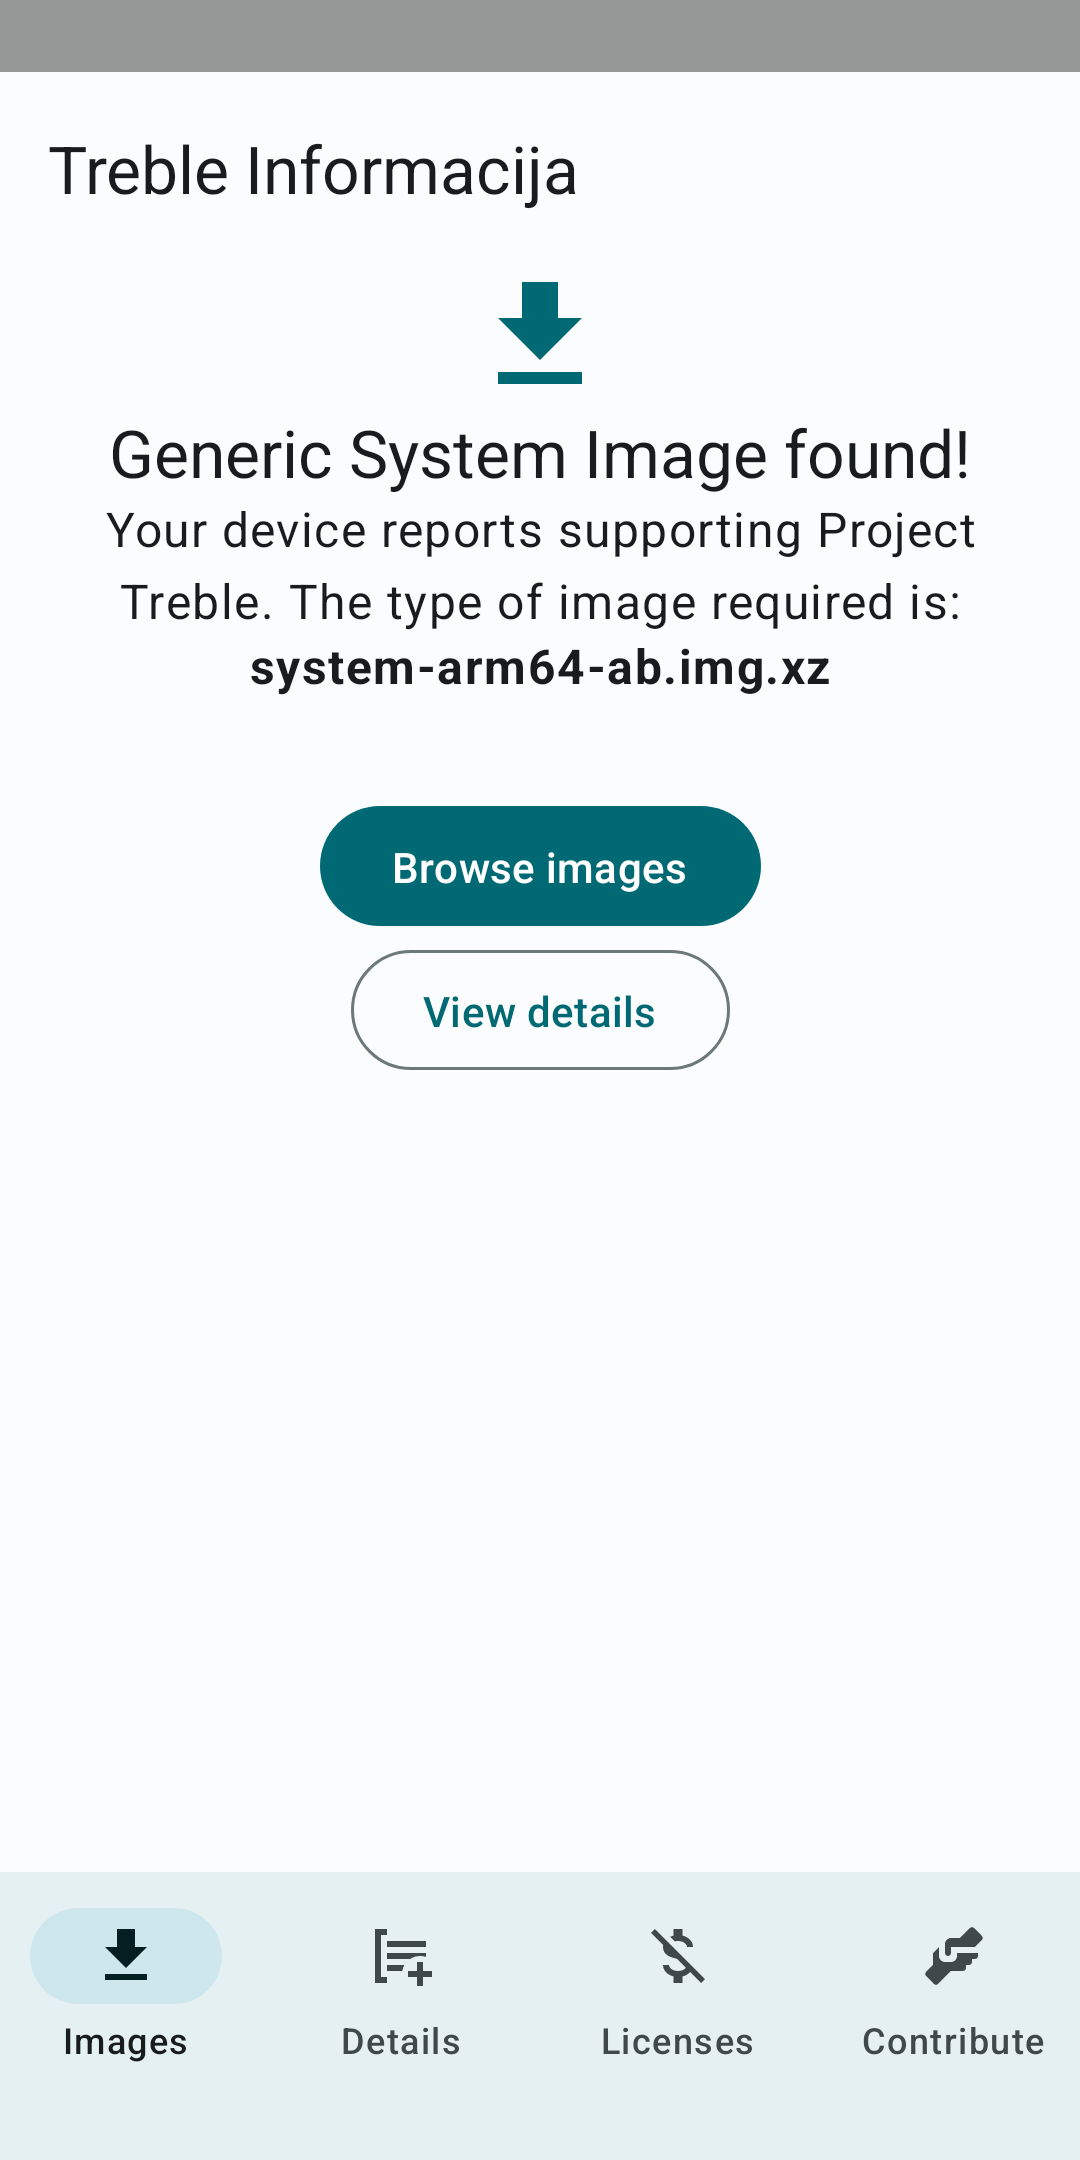 Treble Informacija
Generic System Image found!
Your device reports supporting Project
Treble. The type of image required is:
system-arm64-ab.img.xz
Browse images
View details
Images
Details
Licenses
Contribute